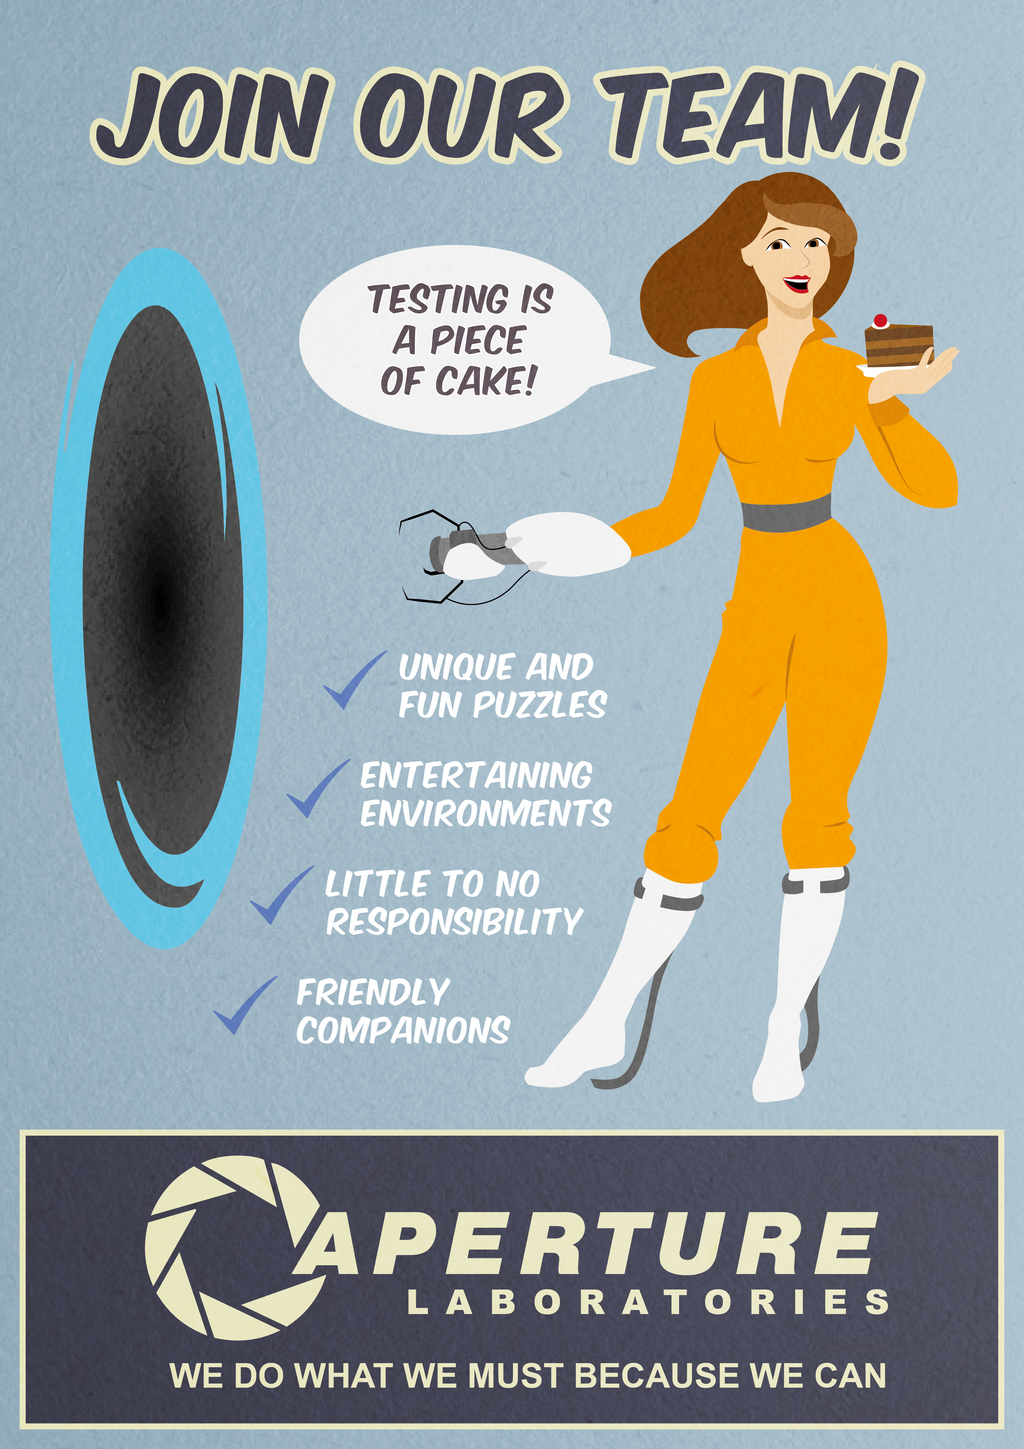 JOIN OUR TEAM!
TESTING IS
A PIECE
OF CAKE!
UNIQUE AND
FUN PUZZLES
ENTERTAINING
ENVIRONMENTS
LITTLE TO NO
RESPONSIBILITY
FRIENDLY
COMPANIONS
APERTURE
LABORATORIES
WE DO WHAT WE MUST BECAUSE WE CAN